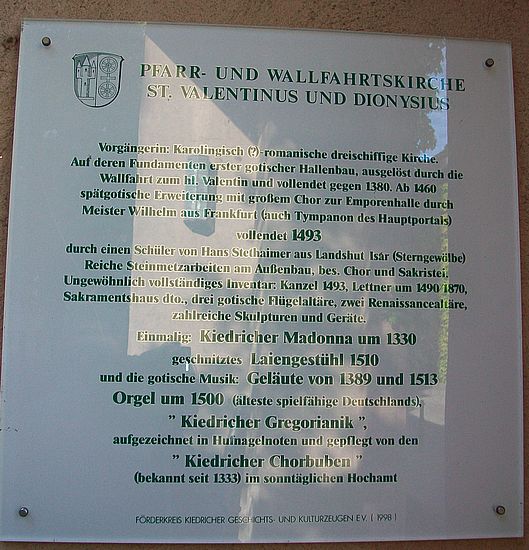 PFARR- UND WALLFAHRTSKIRCHE
ST. VALENTINUS UND DIONYSIUS
Vorgängerin: Karolingisch (?)-romanische dreischiffige Kirche.
Auf deren Fundamenten erster gotischer Hallenbau, ausgelöst durch die
Wallfahrt zum hl. Valentin und vollendet gegen 1380. Ab 1460
spätgotische Erweiterung mit großem Chor zur Emporenhalle durch
Meister Wilhelm aus Frankfurt (auch Tympanon des Hauptportals)
vollendet 1493
durch einen Schüler von Hans Stethaimer aus Landshut Isar (Sterngewölbe)
Reiche Steinmetzarbeiten am Außenbau, bes. Chor und Sakristei.
Ungewöhnlich vollständiges Inventar: Kanzel 1493, Lettner um 1490/1870,
Sakramentshaus dto., drei gotische Flügelaltäre, zwei Renaissancealtäre,
zahlreiche Skulpturen und Geräte.
Einmalig: Kiedricher Madonna um 1330
geschnitztes Laiengestühl 1510
und die gotische Musik: Geläute von 1389 und 1513
Orgel um 1500 (älteste spielfähige Deutschlands),
" Kiedricher Gregorianik ",
aufgezeichnet in Hufnagelnoten und gepflegt von den
" Kiedricher Chorbuben "
(bekannt seit 1333) im sonntäglichen Hochamt
FÖRDERKREIS KIEDRICHER GESCHICHTS- UND KULTURZEUGEN E.V. ( 1998 )